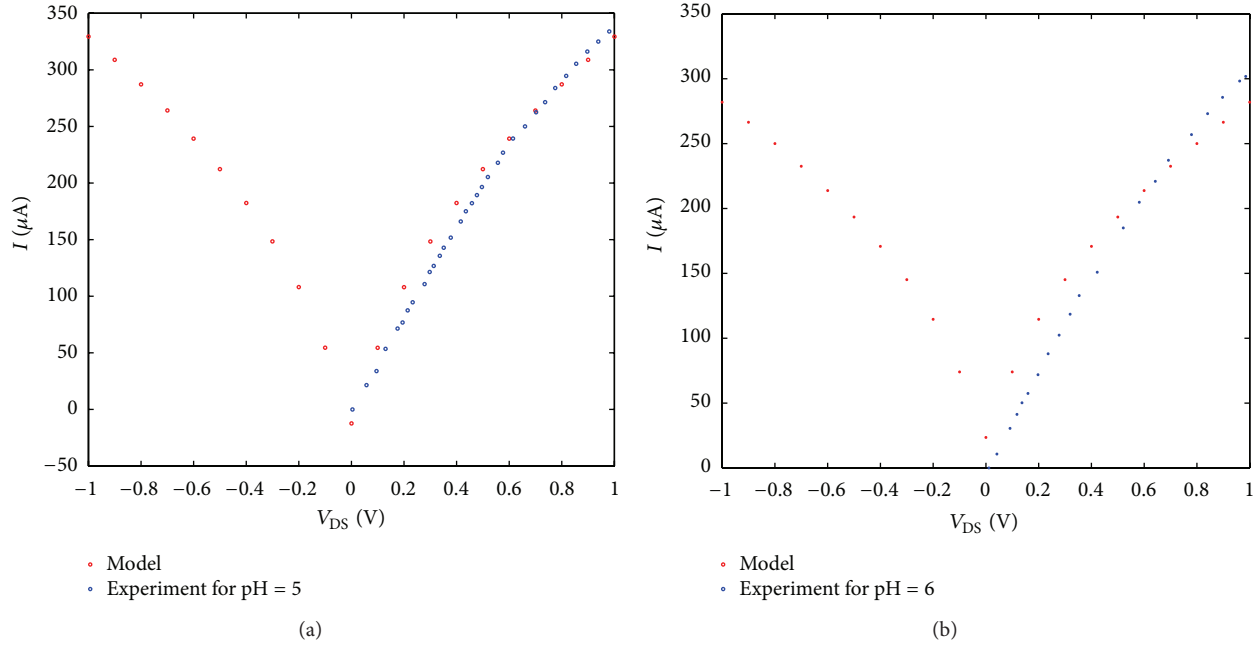 350
300
250
200
150
100
50
0
−50
I (μA)
−1 −0.8 −0.6 −0.4 −0.2 0 0.2 0.4 0.6 0.8 1
VDS (V)
Model
Experiment for pH = 5
(a)
350
300
250
200
150
100
50
0
I (μA)
−1 −0.8 −0.6 −0.4 −0.2 0 0.2 0.4 0.6 0.8 1
VDS (V)
Model
Experiment for pH = 6
(b)